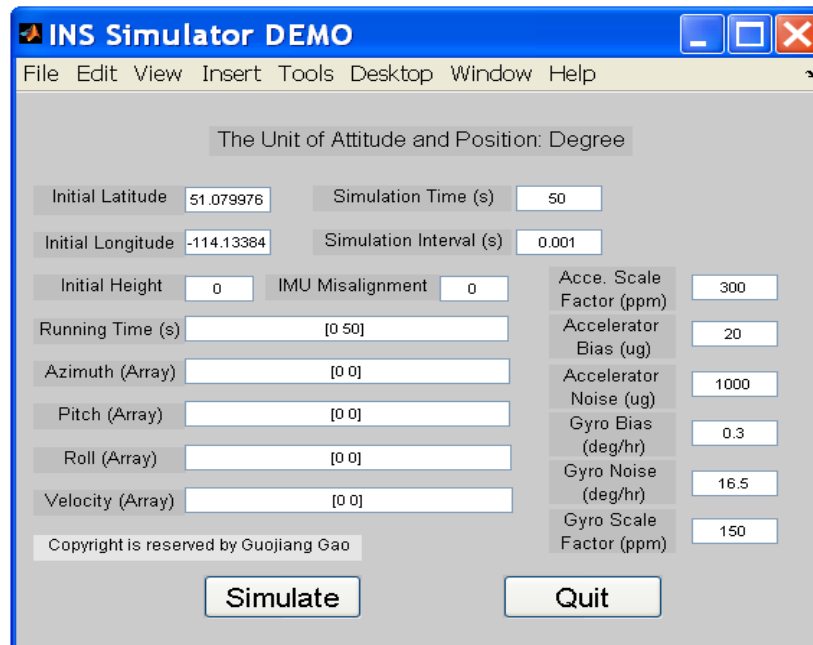 INS Simulator DEMO
File Edit View Insert Tools Desktop Window Help
The Unit of Attitude and Position: Degree
Initial Latitude 51.079976 Simulation Time (s) 50
Initial Longitude -114.13384 Simulation Interval (s) 0.001
Initial Height 0 IMU Misalignment 0
Running Time (s) [0 50]
Azimuth (Array) [0 0]
Pitch (Array) [0 0]
Roll (Array) [0 0]
Velocity (Array) [0 0]
Acce. Scale
Factor (ppm) 300
Accelerator
Bias (ug) 20
Accelerator
Noise (ug) 1000
Gyro Bias
(deg/hr) 0.3
Gyro Noise
(deg/hr) 16.5
Gyro Scale
Factor (ppm) 150
Copyright is reserved by Guojiang Gao
Simulate Quit